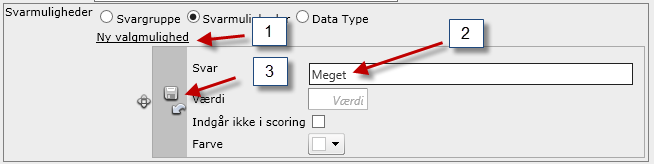 Svarmuligheder Svargruppe Svarmuligheder Data Type
Ny valgmulighed 1 2
3 Svar Meget
Værdi Værdi
Indgår ikke i scoring
Farve